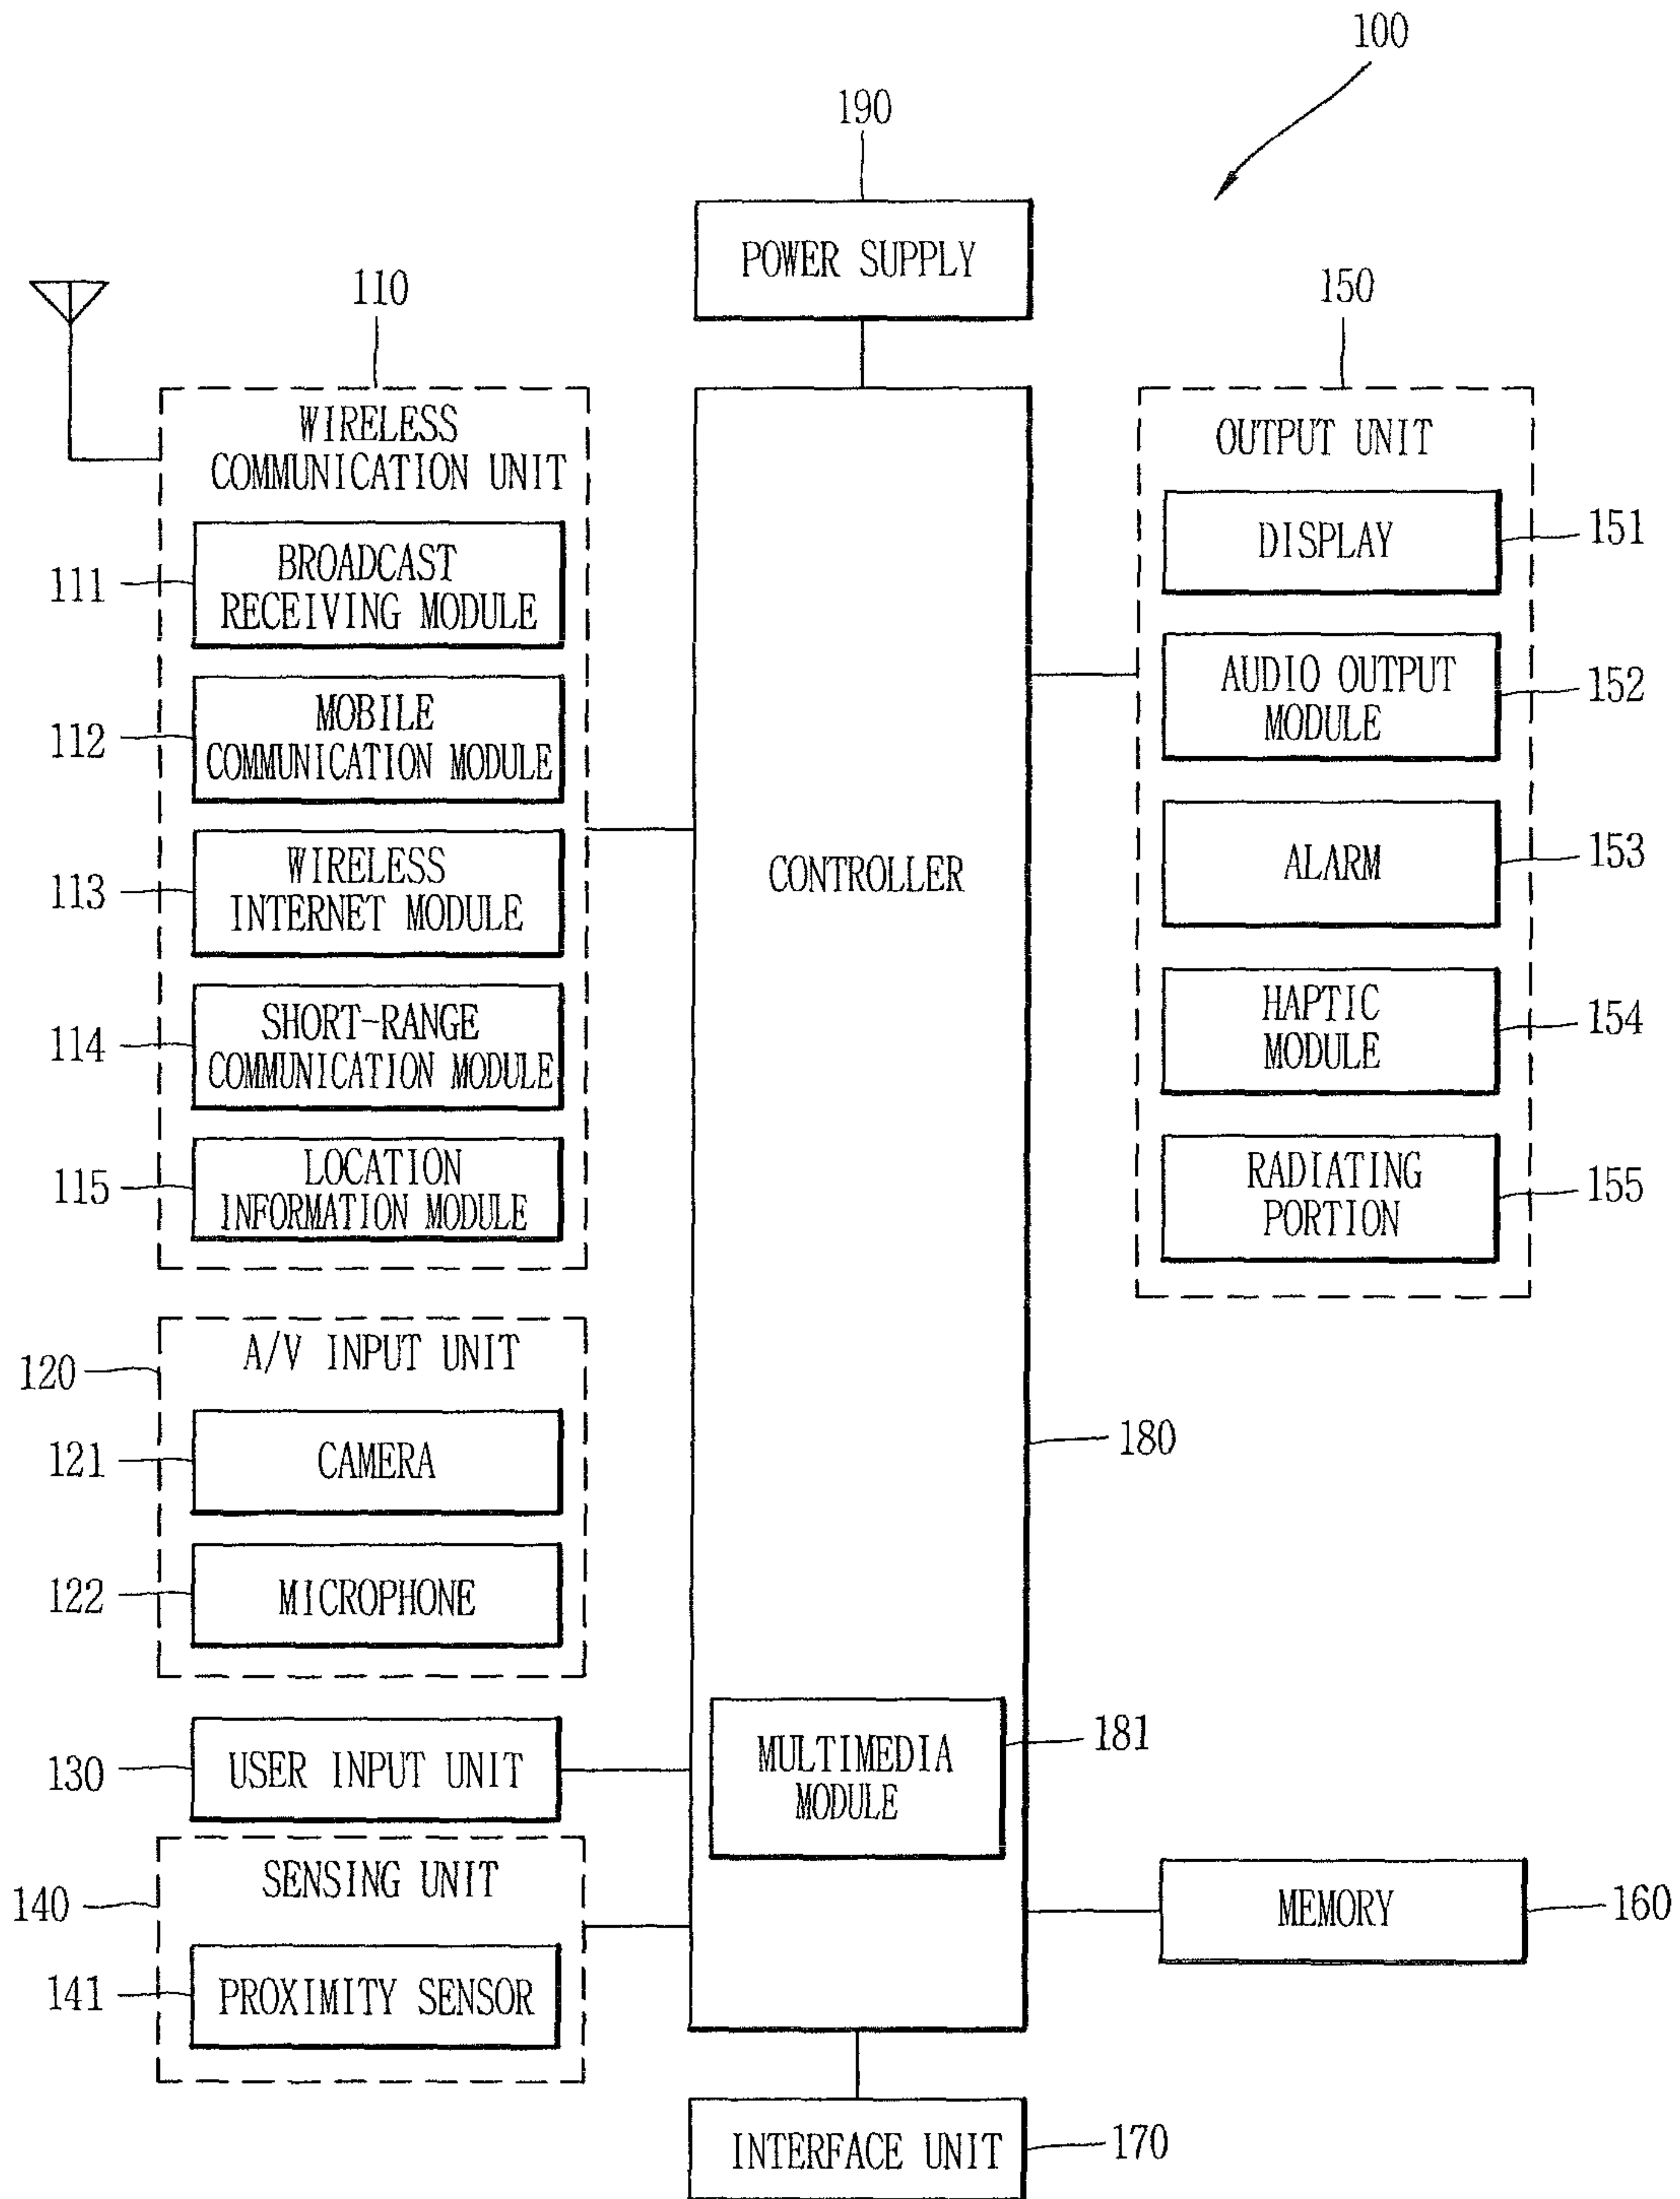 100
190
POWER SUPPLY
110
WIRELESS
COMMUNICATION UNIT
111
BROADCAST
RECEIVING MODULE
112
MOBILE
COMMUNICATION MODULE
113
WIRELESS
INTERNET MODULE
114
SHORT-RANGE
COMMUNICATION MODULE
115
LOCATION
INFORMATION MODULE
120
A/V INPUT UNIT
121
CAMERA
122
MICROPHONE
130
USER INPUT UNIT
140
SENSING UNIT
141
PROXIMITY SENSOR
CONTROLLER
180
MULTIMEDIA
MODULE
181
150
OUTPUT UNIT
DISPLAY
151
AUDIO OUTPUT
MODULE
152
ALARM
153
HAPTIC
MODULE
154
RADIATING
PORTION
155
MEMORY
160
INTERFACE UNIT
170